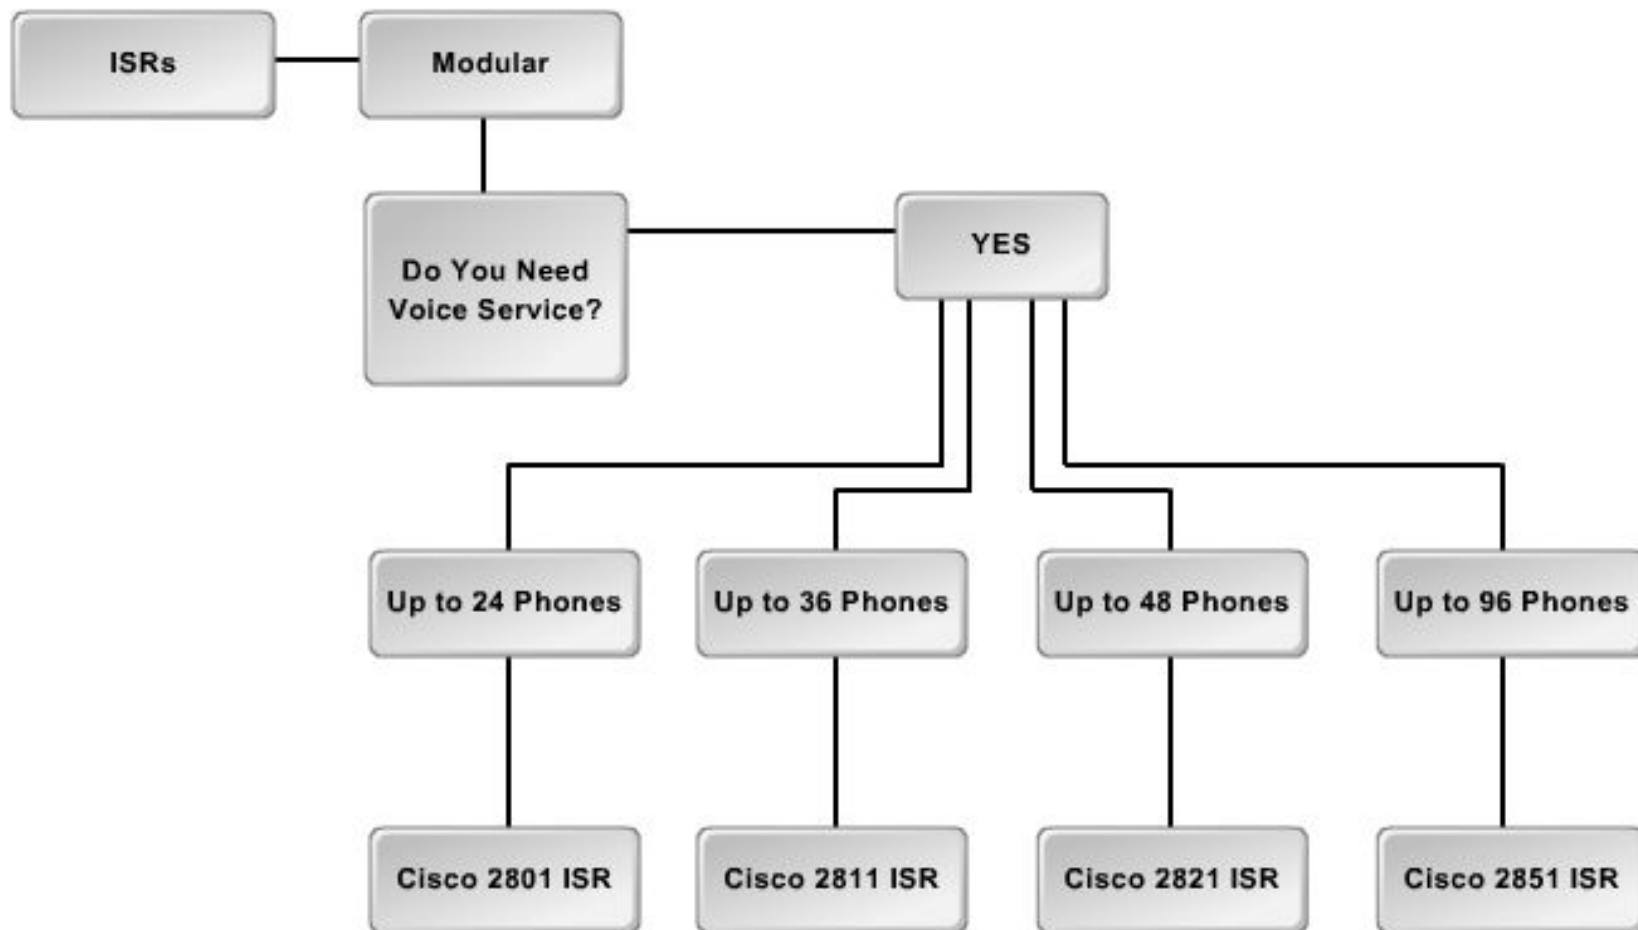 ISRs
Modular
Do You Need
Voice Service?
YES
Up to 24 Phones
Up to 36 Phones
Up to 48 Phones
Up to 96 Phones
Cisco 2801 ISR
Cisco 2811 ISR
Cisco 2821 ISR
Cisco 2851 ISR